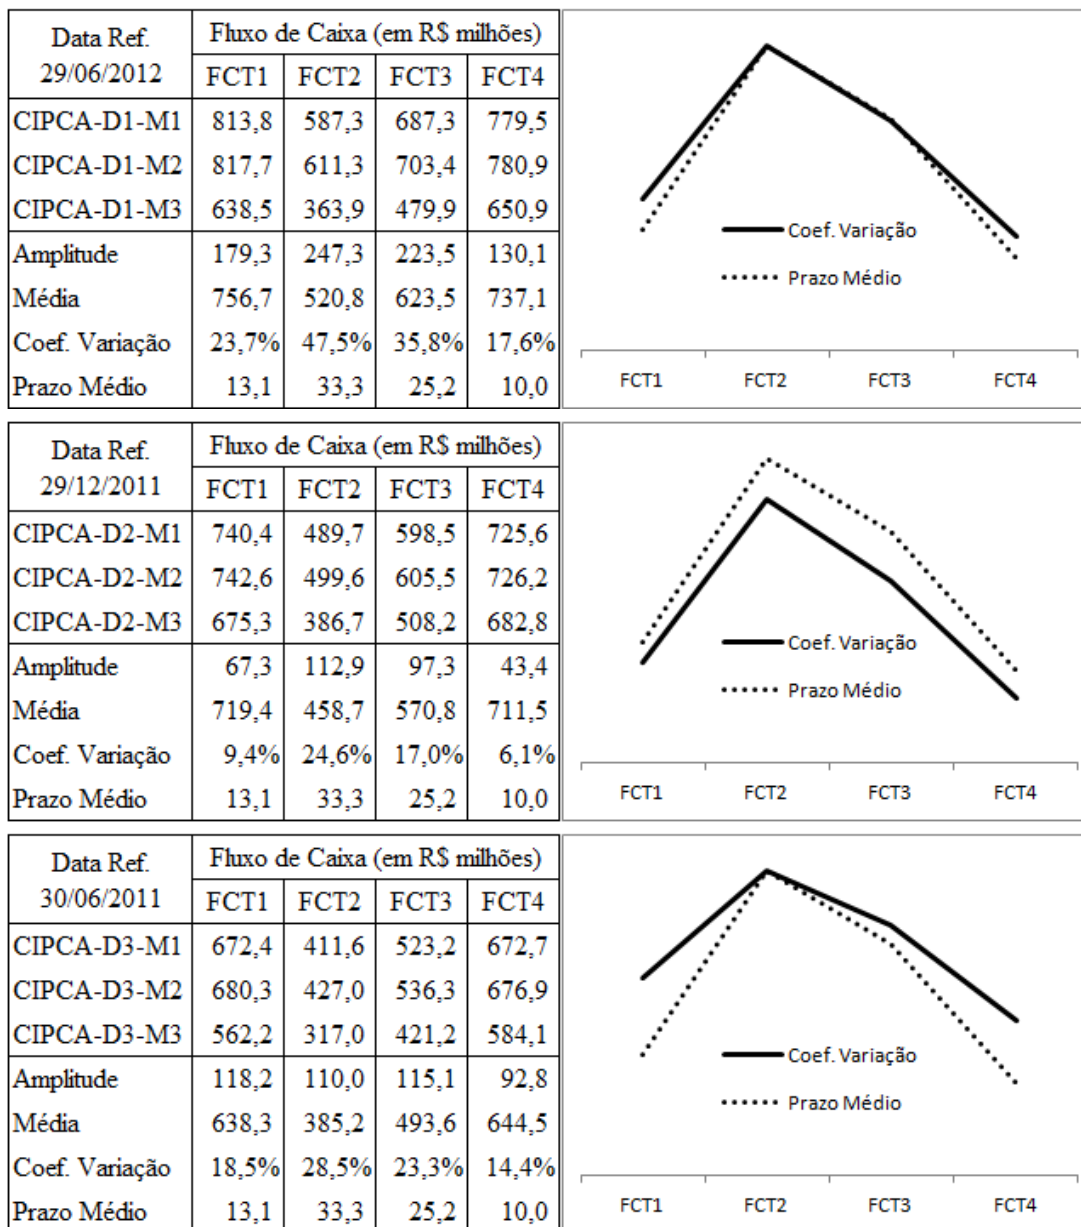 Data Ref. Fluxo de Caixa (em R$ milhões)
29/06/2012 FCT1 FCT2 FCT3 FCT4
CIPCA-D1-M1 813,8 587,3 687,3 779,5
CIPCA-D1-M2 817,7 611,3 703,4 780,9
CIPCA-D1-M3 638,5 363,9 479,9 650,9
Amplitude 179,3 247,3 223,5 130,1
Média 756,7 520,8 623,5 737,1
Coef. Variação 23,7% 47,5% 35,8% 17,6%
Prazo Médio 13,1 33,3 25,2 10,0
Coef. Variação
Prazo Médio
FCT1 FCT2 FCT3 FCT4
Data Ref. Fluxo de Caixa (em R$ milhões)
29/12/2011 FCT1 FCT2 FCT3 FCT4
CIPCA-D2-M1 740,4 489,7 598,5 725,6
CIPCA-D2-M2 742,6 499,6 605,5 726,2
CIPCA-D2-M3 675,3 386,7 508,2 682,8
Amplitude 67,3 112,9 97,3 43,4
Média 719,4 458,7 570,8 711,5
Coef. Variação 9,4% 24,6% 17,0% 6,1%
Prazo Médio 13,1 33,3 25,2 10,0
Coef. Variação
Prazo Médio
FCT1 FCT2 FCT3 FCT4
Data Ref. Fluxo de Caixa (em R$ milhões)
30/06/2011 FCT1 FCT2 FCT3 FCT4
CIPCA-D3-M1 672,4 411,6 523,2 672,7
CIPCA-D3-M2 680,3 427,0 536,3 676,9
CIPCA-D3-M3 562,2 317,0 421,2 584,1
Amplitude 118,2 110,0 115,1 92,8
Média 638,3 385,2 493,6 644,5
Coef. Variação 18,5% 28,5% 23,3% 14,4%
Prazo Médio 13,1 33,3 25,2 10,0
Coef. Variação
Prazo Médio
FCT1 FCT2 FCT3 FCT4